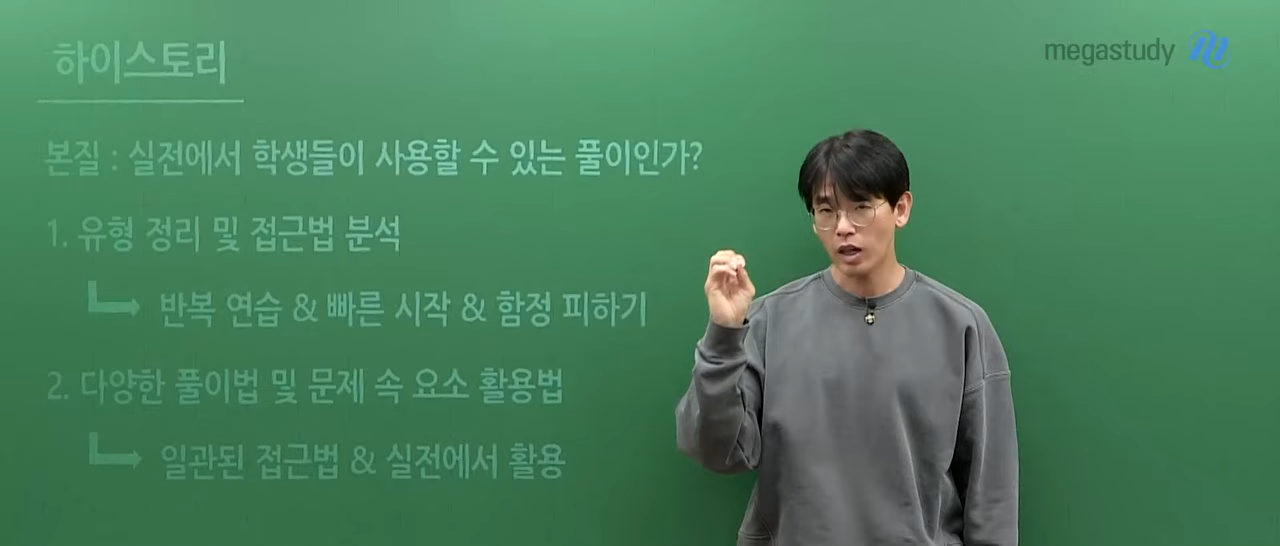 하이스토리
megastudy
본질 : 실전에서 학생들이 사용할 수 있는 풀이인가?
1. 유형 정리 및 접근법 분석
반복 연습 & 빠른 시작 & 함정 피하기
2. 다양한 풀이법 및 문제 속 요소 활용법
일관된 접근법 & 실전에서 활용